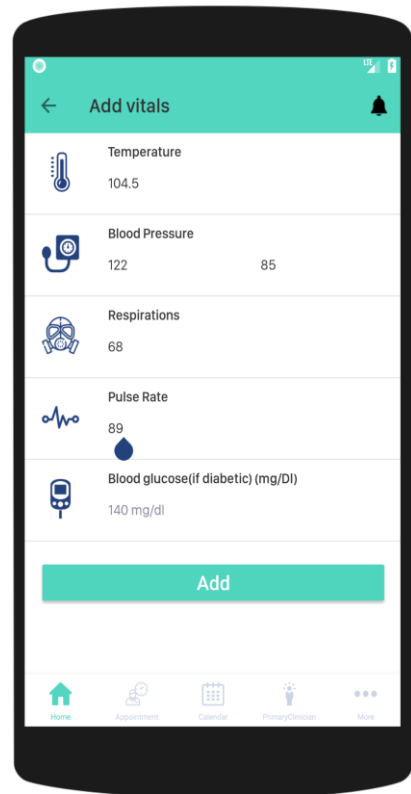 LTE
Add vitals
Temperature
104.5
Blood Pressure
122 85
Respirations
68
Pulse Rate
89
Blood glucose(if diabetic) (mg/Dl)
140 mg/dl
Add
Home Appointment Calendar PrimaryClinician More